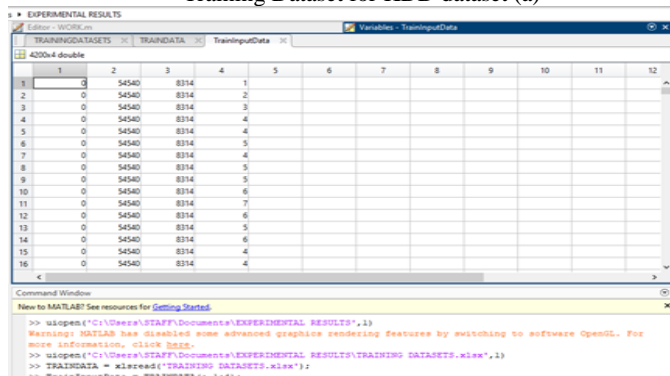 Training Dataset for KDD dataset (a)
s ▸ EXPERIMENTAL RESULTS
Editor - WORK.m Variables - TrainInputData
TRAININGDATASETS × TRAINDATA × TrainInputData ×
4200x4 double
1 2 3 4 5 6 7 8 9 10 11 12
1 0 54540 8314 1
2 0 54540 8314 2
3 0 54540 8314 3
4 0 54540 8314 4
5 0 54540 8314 4
6 0 54540 8314 5
7 0 54540 8314 4
8 0 54540 8314 5
9 0 54540 8314 5
10 0 54540 8314 6
11 0 54540 8314 7
12 0 54540 8314 6
13 0 54540 8314 5
14 0 54540 8314 6
15 0 54540 8314 4
16 0 54540 8314 4
Command Window
New to MATLAB? See resources for Getting Started.
>> uiopen('C:\Users\STAFF\Documents\EXPERIMENTAL RESULTS',1)
Warning: MATLAB has disabled some advanced graphics rendering features by switching to software OpenGL. For
more information, click here.
>> uiopen('C:\Users\STAFF\Documents\EXPERIMENTAL RESULTS\TRAINING DATASETS.xlsx',1)
>> TRAINDATA = xlsread('TRAINING DATASETS.xlsx');